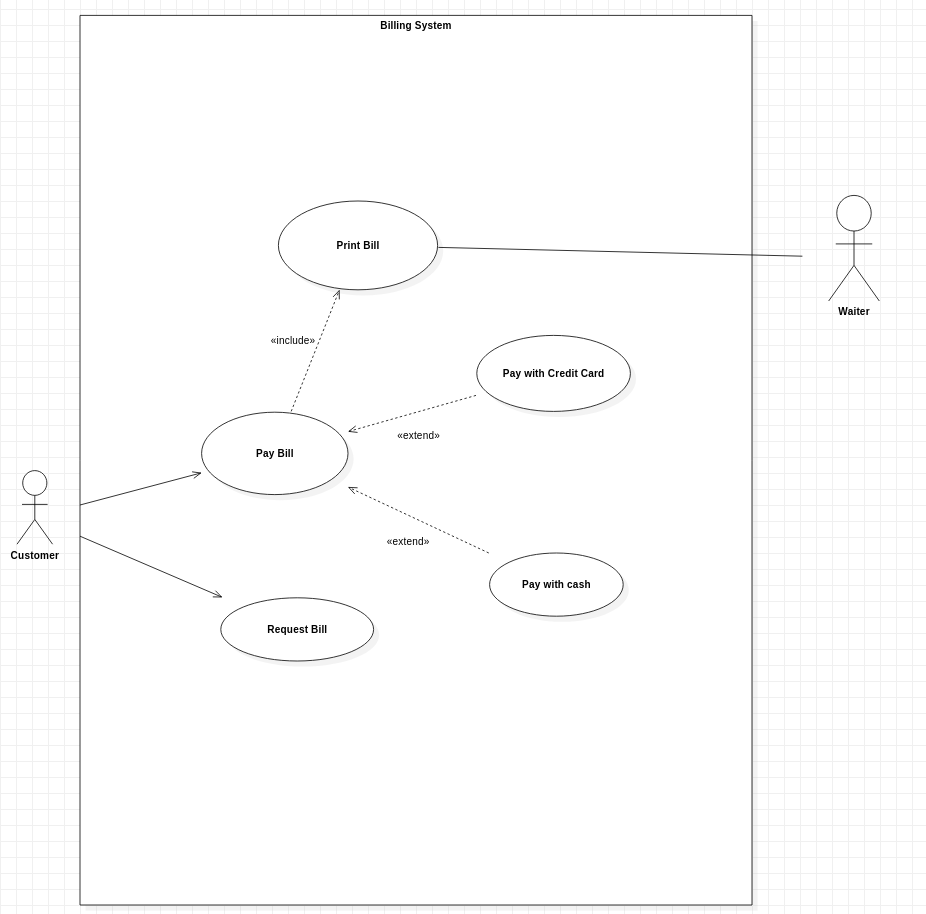 Billing System
Print Bill
Waiter
«include»
Pay with Credit Card
«extend»
Pay Bill
«extend»
Customer
Pay with cash
Request Bill